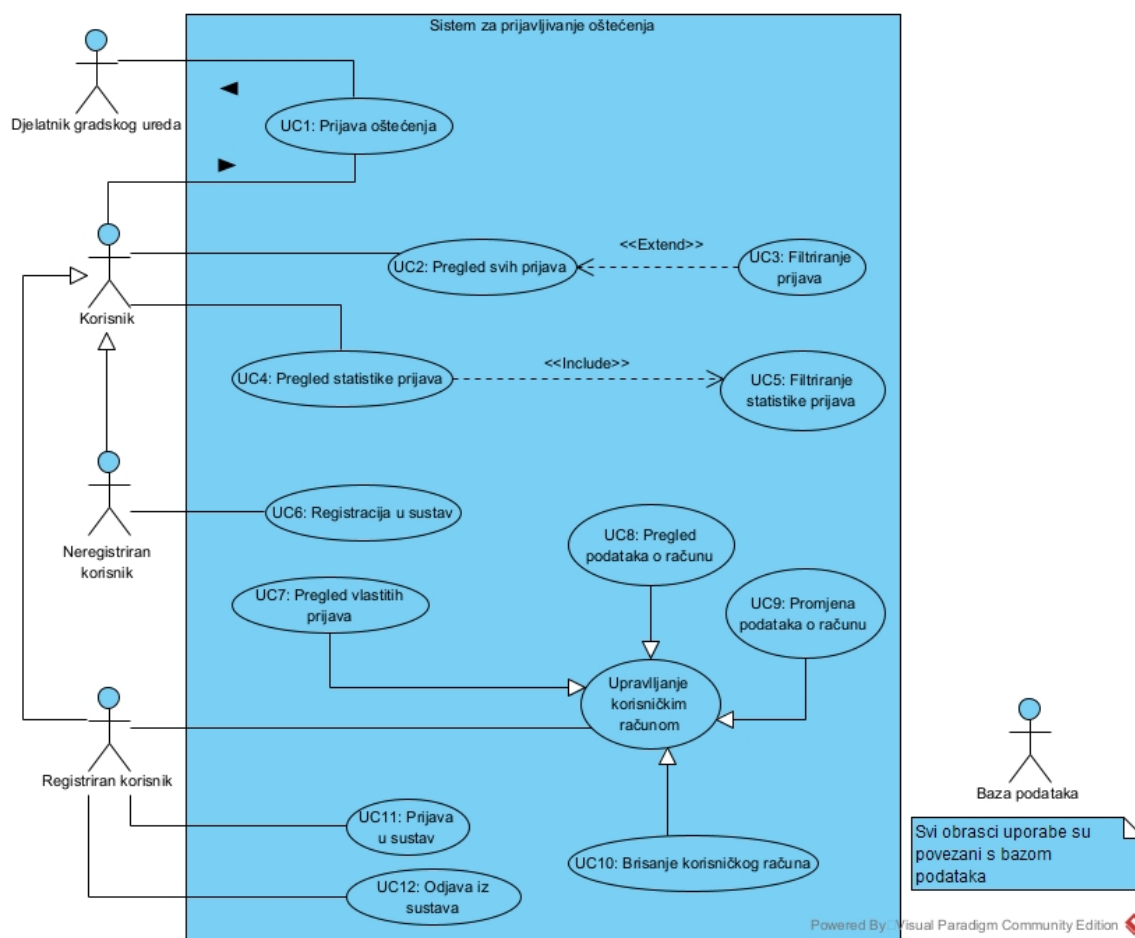 Sistem za prijavljivanje oštećenja
Djelatnik gradskog ureda
UC1: Prijava oštećenja
Korisnik
UC2: Pregled svih prijava
<<Extend>>
UC3: Filtriranje
prijava
UC4: Pregled statistike prijava
<<Include>>
UC5: Filtriranje
statistike prijava
Neregistriran
korisnik
UC6: Registracija u sustav
UC8: Pregled
podataka o računu
UC7: Pregled vlastitih
prijava
UC9: Promjena
podataka o računu
Upravlljanje
korisničkim
računom
Registriran korisnik
UC11: Prijava
u sustav
UC10: Brisanje korisničkog računa
UC12: Odjava iz
sustava
Baza podataka
Svi obrasci uporabe su
povezani s bazom
podataka
Powered By Visual Paradigm Community Edition